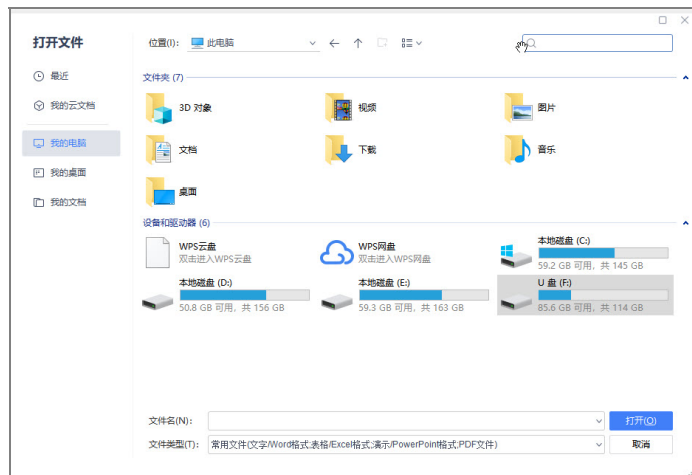 打开文件
位置(I): 此电脑
最近
我的云文档
我的电脑
我的桌面
我的文档
文件夹 (7)
3D 对象
视频
图片
文档
下载
音乐
桌面
设备和驱动器 (6)
WPS云盘
双击进入WPS云盘
WPS网盘
双击进入WPS网盘
本地磁盘 (C:)
59.2 GB 可用, 共 145 GB
本地磁盘 (D:)
50.8 GB 可用, 共 156 GB
本地磁盘 (E:)
59.3 GB 可用, 共 163 GB
U 盘 (F:)
85.6 GB 可用, 共 114 GB
文件名(N):
打开(O)
文件类型(T): 常用文件(文字/Word格式;表格/Excel格式;演示/PowerPoint格式;PDF文件)
取消